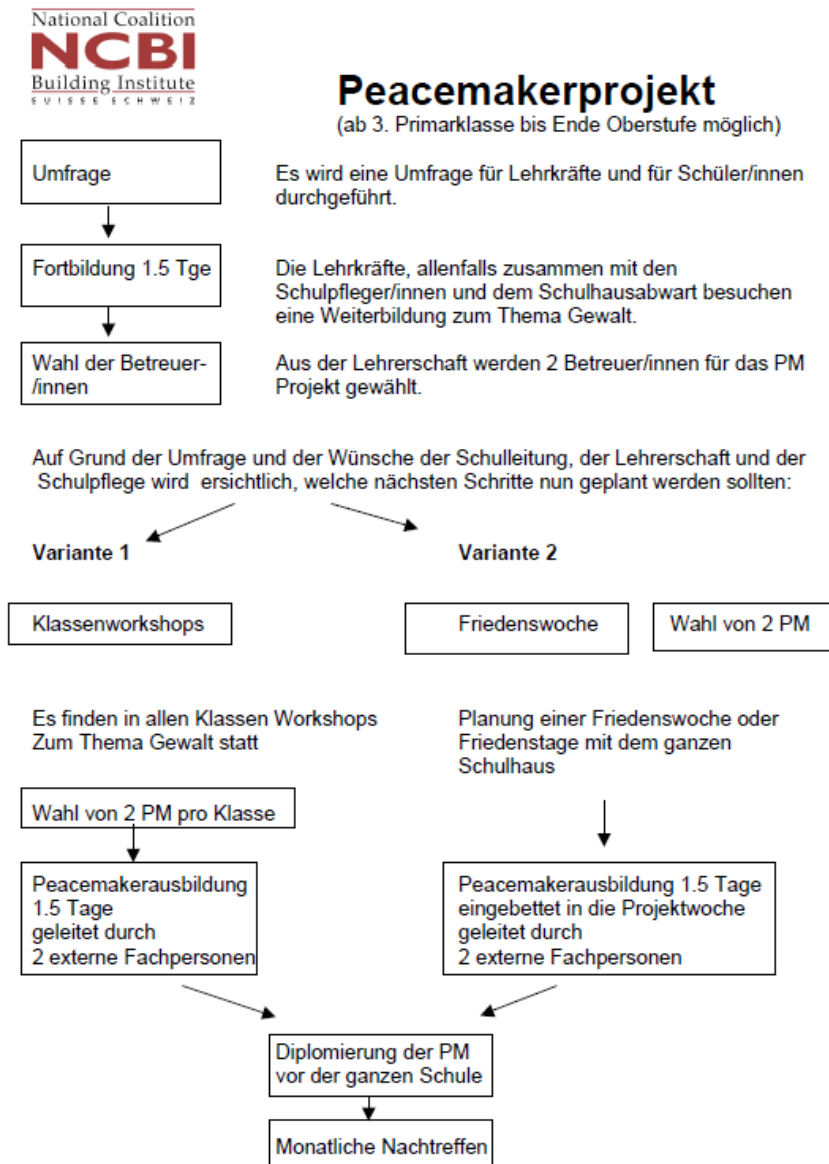 National Coalition
NCBI
Building Institute
SUISSE SCHWEIZ
Peacemakerprojekt
(ab 3. Primarklasse bis Ende Oberstufe möglich)
Umfrage
Es wird eine Umfrage für Lehrkräfte und für Schüler/innen
durchgeführt.
Fortbildung 1.5 Tge
Die Lehrkräfte, allenfalls zusammen mit den
Schulpfleger/innen und dem Schulhausabwart besuchen
eine Weiterbildung zum Thema Gewalt.
Wahl der Betreuer-
/innen
Aus der Lehrerschaft werden 2 Betreuer/innen für das PM
Projekt gewählt.
Auf Grund der Umfrage und der Wünsche der Schulleitung, der Lehrerschaft und der
Schulpflege wird ersichtlich, welche nächsten Schritte nun geplant werden sollten:
Variante 1
Variante 2
Klassenworkshops
Friedenswoche
Wahl von 2 PM
Es finden in allen Klassen Workshops
Zum Thema Gewalt statt
Planung einer Friedenswoche oder
Friedenstage mit dem ganzen
Schulhaus
Wahl von 2 PM pro Klasse
Peacemakerausbildung
1.5 Tage
geleitet durch
2 externe Fachpersonen
Peacemakerausbildung 1.5 Tage
eingebettet in die Projektwoche
geleitet durch
2 externe Fachpersonen
Diplomierung der PM
vor der ganzen Schule
Monatliche Nachtreffen